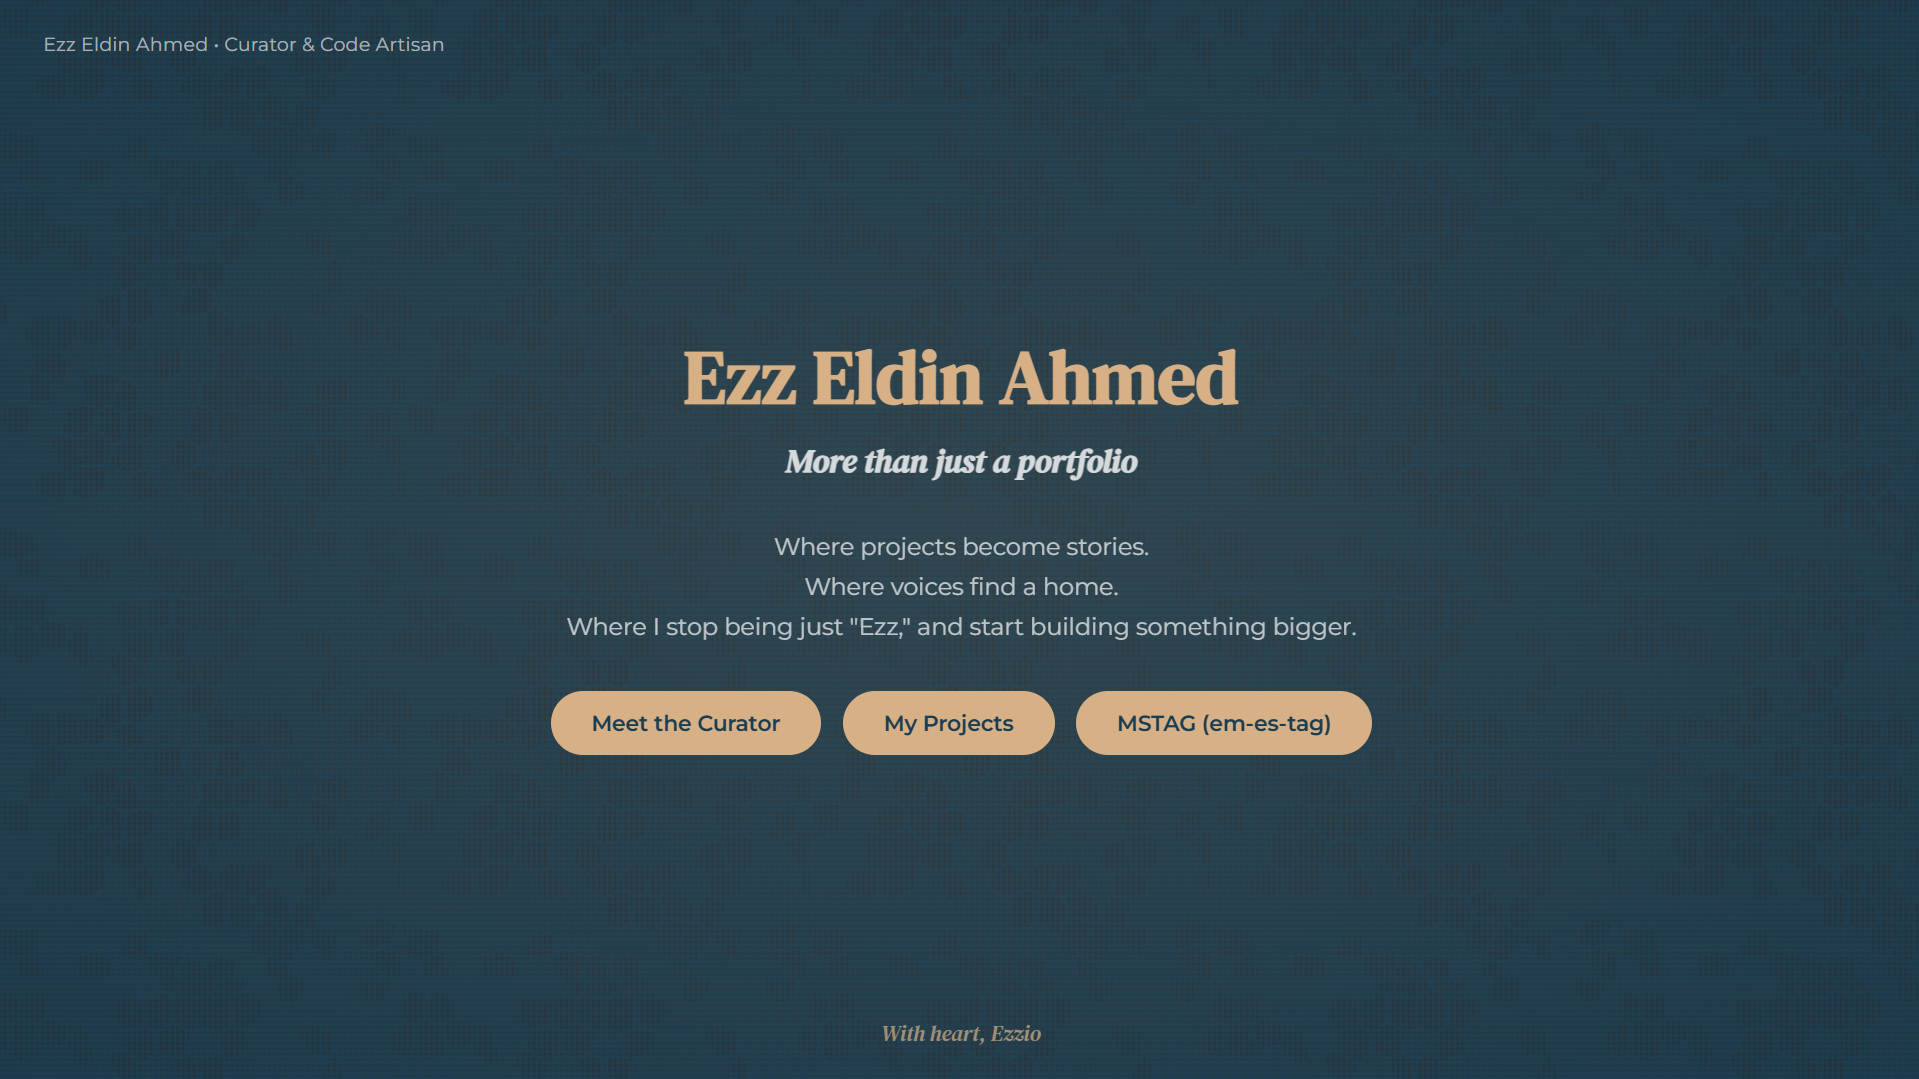 Ezz Eldin Ahmed • Curator & Code Artisan
Ezz Eldin Ahmed
More than just a portfolio
Where projects become stories.
Where voices find a home.
Where I stop being just "Ezz," and start building something bigger.
Meet the Curator
My Projects
MSTAG (em-es-tag)
With heart, Ezzio